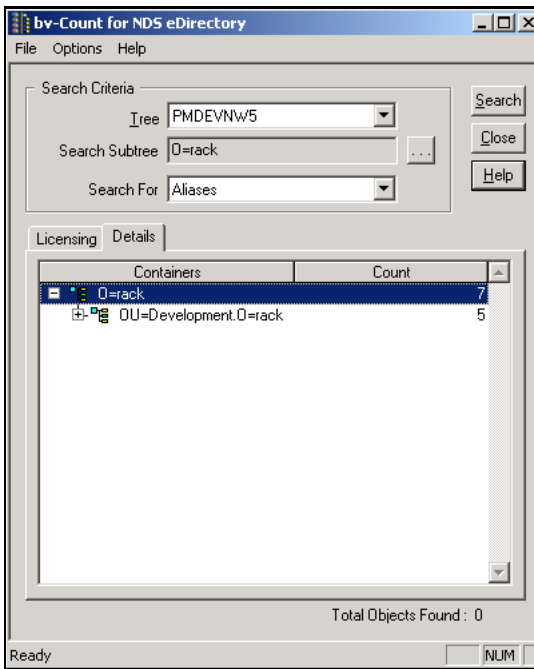 bv-Count for NDS eDirectory
File Options Help
Search Criteria
Tree PMDEVNW5
Search Subtree O=rack ...
Search For Aliases
Search
Close
Help
Licensing Details
Containers Count
O=rack 7
OU=Development.O=rack 5
Total Objects Found : 0
Ready NUM